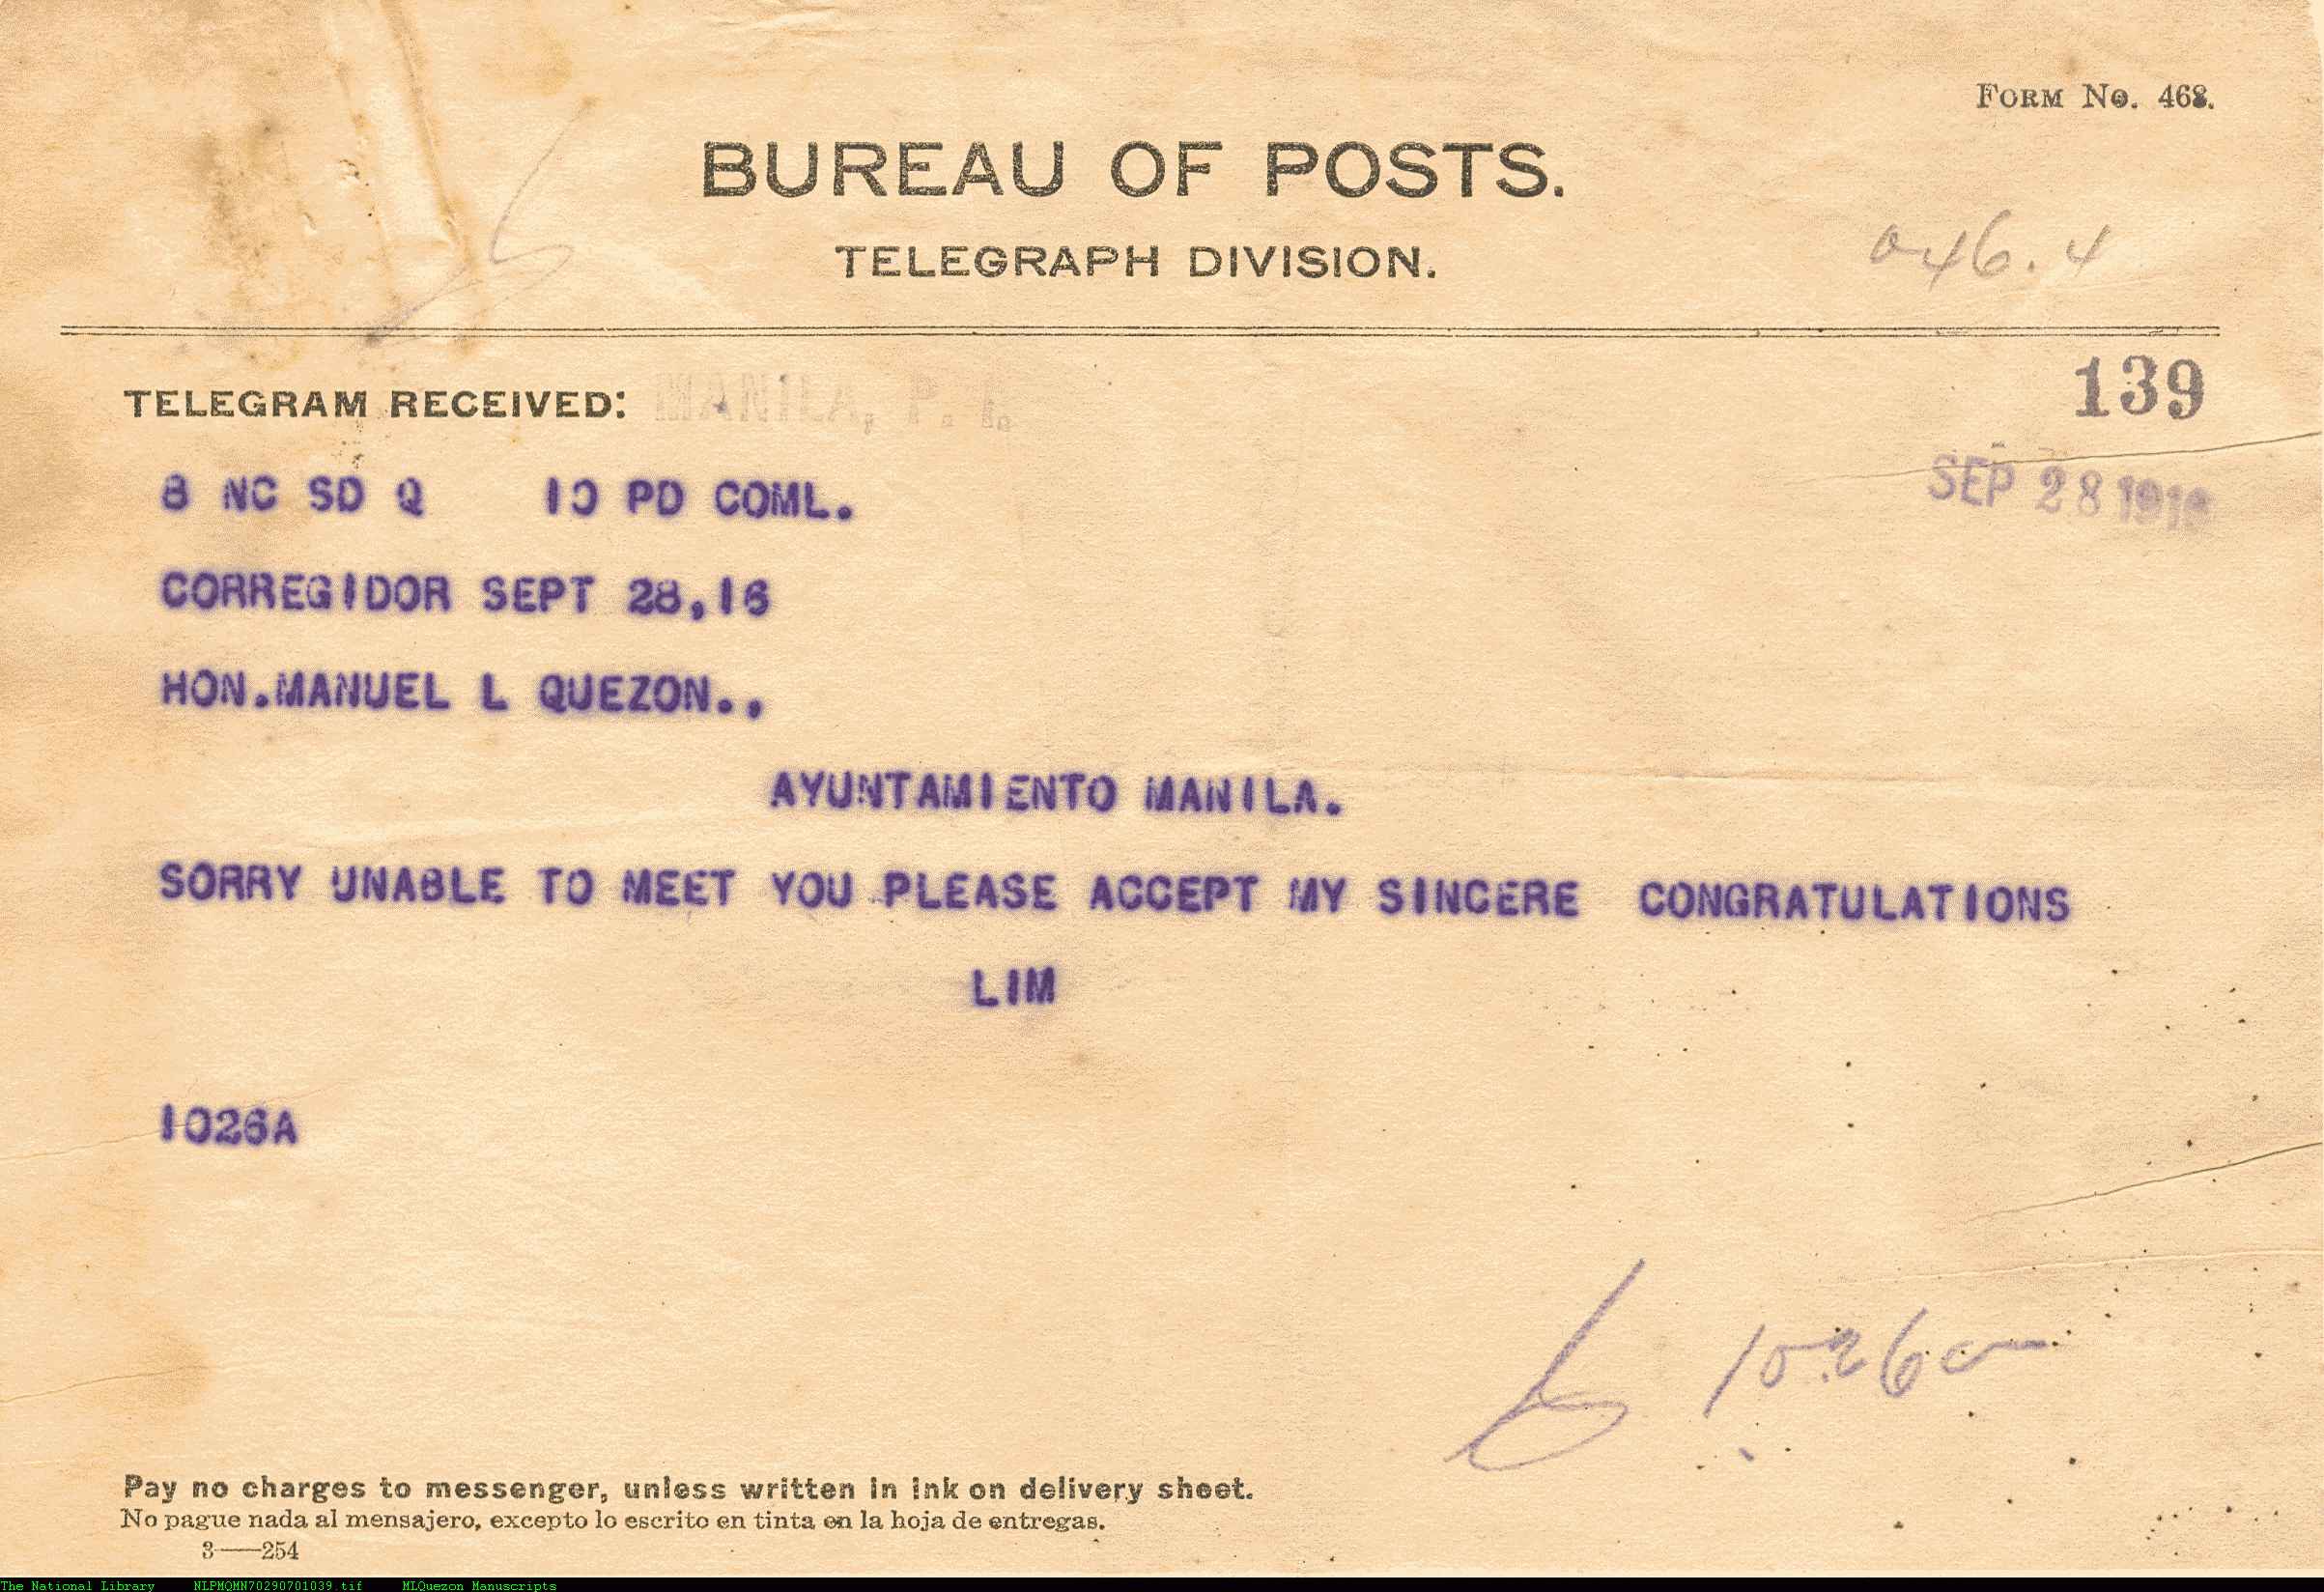 FORM No. 468.
BUREAU OF POSTS.
TELEGRAPH DIVISION.
046.4
TELEGRAM RECEIVED: MANILA, P. I.
139
SEP 28 1916
8 NC SD Q 10 PD COML.
CORREGIDOR SEPT 28,16
HON.MANUEL L QUEZON.,
AYUNTAMIENTO MANILA.
SORRY UNABLE TO MEET YOU PLEASE ACCEPT MY SINCERE CONGRATULATIONS
LIM
1026A
1026a
Pay no charges to messenger, unless written in ink on delivery sheet.
No pague nada al mensajero, excepto lo escrito en tinta en la hoja de entregas.
3—254
The National Library NLPMQMN70290701039.tif MLQuezon Manuscripts